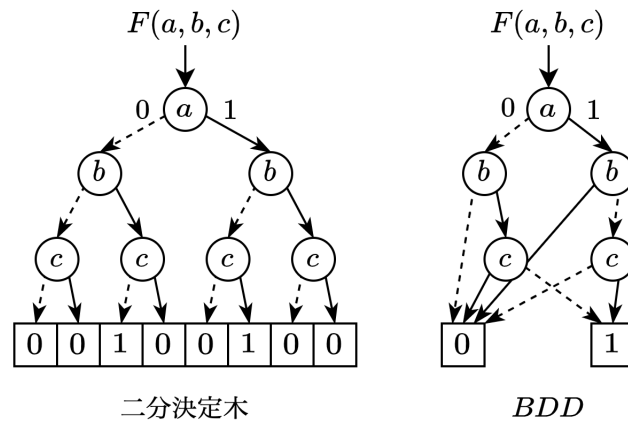 F(a, b, c) F(a, b, c)
0 a 1 0 a 1
b b b b
c c c c c c
0 0 1 0 0 1 0 0 0 1
二分決定木 BDD